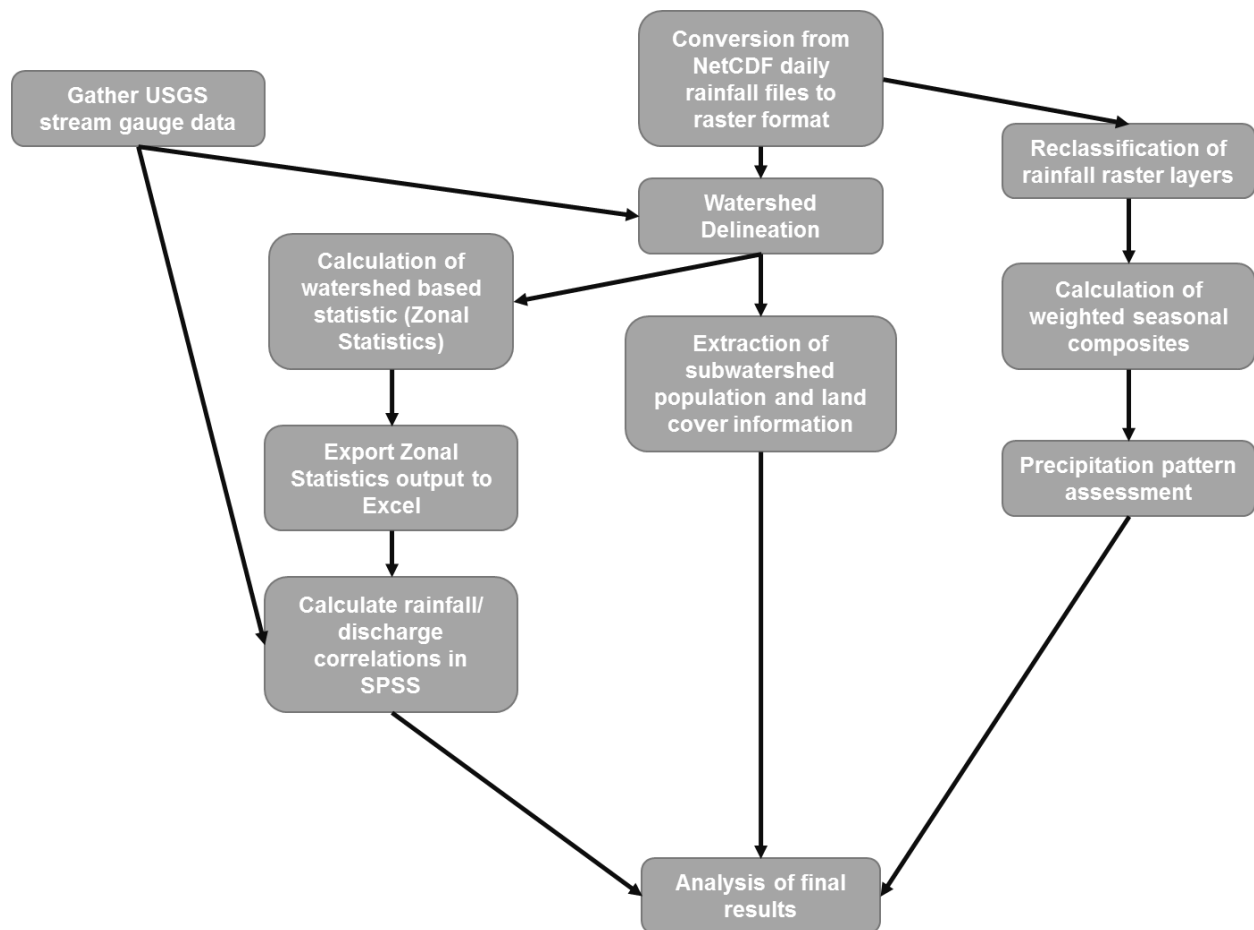 Conversion from
NetCDF daily
rainfall files to
raster format
Gather USGS
stream gauge data
Reclassification of
rainfall raster layers
Watershed
Delineation
Calculation of
watershed based
statistic (Zonal
Statistics)
Calculation of
weighted seasonal
composites
Extraction of
subwatershed
population and land
cover information
Export Zonal
Statistics output to
Excel
Precipitation pattern
assessment
Calculate rainfall/
discharge
correlations in
SPSS
Analysis of final
results